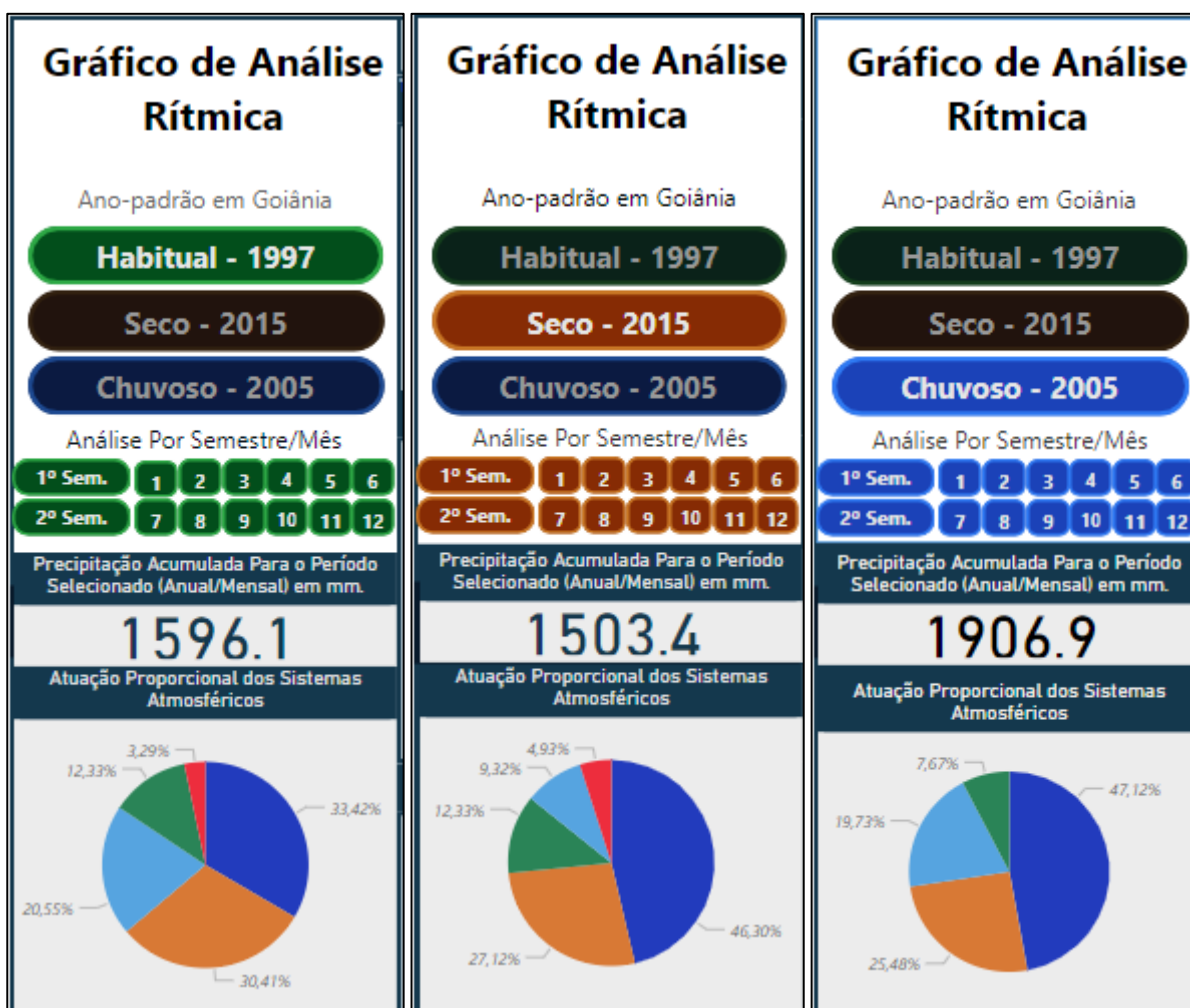 Gráfico de Análise
Rítmica
Ano-padrão em Goiânia
Habitual - 1997
Seco - 2015
Chuvoso - 2005
Análise Por Semestre/Mês
1º Sem. 1 2 3 4 5 6
2º Sem. 7 8 9 10 11 12
Precipitação Acumulada Para o Período
Selecionado (Anual/Mensal) em mm.
1596.1
Atuação Proporcional dos Sistemas
Atmosféricos
3,29%
12,33%
33,42%
20,55%
30,41%
Gráfico de Análise
Rítmica
Ano-padrão em Goiânia
Habitual - 1997
Seco - 2015
Chuvoso - 2005
Análise Por Semestre/Mês
1º Sem. 1 2 3 4 5 6
2º Sem. 7 8 9 10 11 12
Precipitação Acumulada Para o Período
Selecionado (Anual/Mensal) em mm.
1503.4
Atuação Proporcional dos Sistemas
Atmosféricos
4,93%
9,32%
12,33%
46,30%
27,12%
Gráfico de Análise
Rítmica
Ano-padrão em Goiânia
Habitual - 1997
Seco - 2015
Chuvoso - 2005
Análise Por Semestre/Mês
1º Sem. 1 2 3 4 5 6
2º Sem. 7 8 9 10 11 12
Precipitação Acumulada Para o Período
Selecionado (Anual/Mensal) em mm.
1906.9
Atuação Proporcional dos Sistemas
Atmosféricos
7,67%
47,12%
19,73%
25,48%